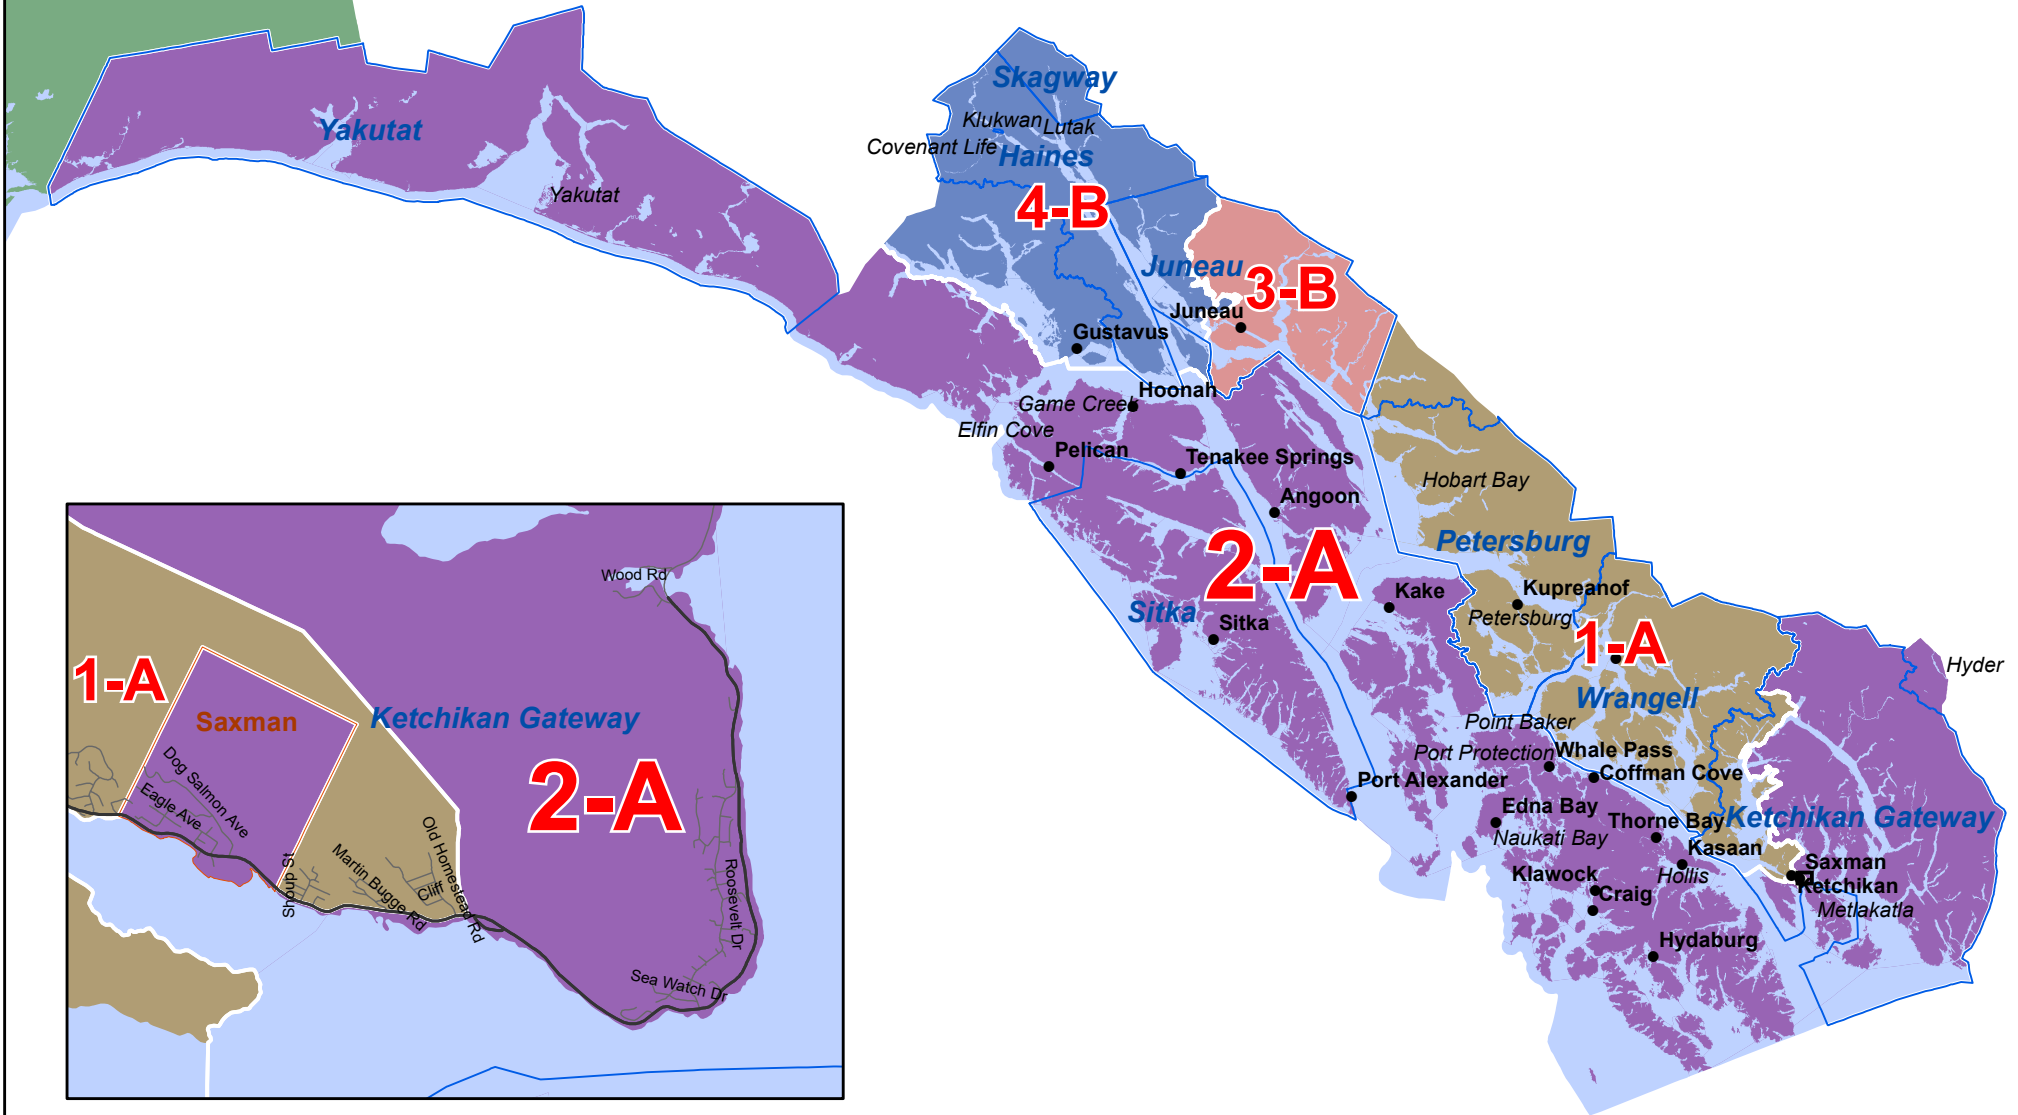 Skagway
Klukwan
Lutak
Covenant Life
Haines
Yakutat
Yakutat
4-B
Juneau
3-B
Juneau
Gustavus
Hoonah
Game Creek
Elfin Cove
Pelican
Tenakee Springs
Angoon
Hobart Bay
2-A
Petersburg
Kake
Kupreanof
Petersburg
Sitka
Sitka
1-A
Hyder
Wrangell
Point Baker
Port Protection
Whale Pass
Coffman Cove
Port Alexander
Edna Bay
Thorne Bay
Ketchikan Gateway
Naukati Bay
Kasaan
Saxman
Klawock
Hollis
Ketchikan
Craig
Metlakatla
Hydaburg
Wood Rd
1-A
Saxman
Ketchikan Gateway
2-A
Dog Salmon Ave
Eagle Ave
Shoup St
Martin Bugge Rd
Cliff
Old Homestead Rd
Roosevelt Dr
Sea Watch Dr